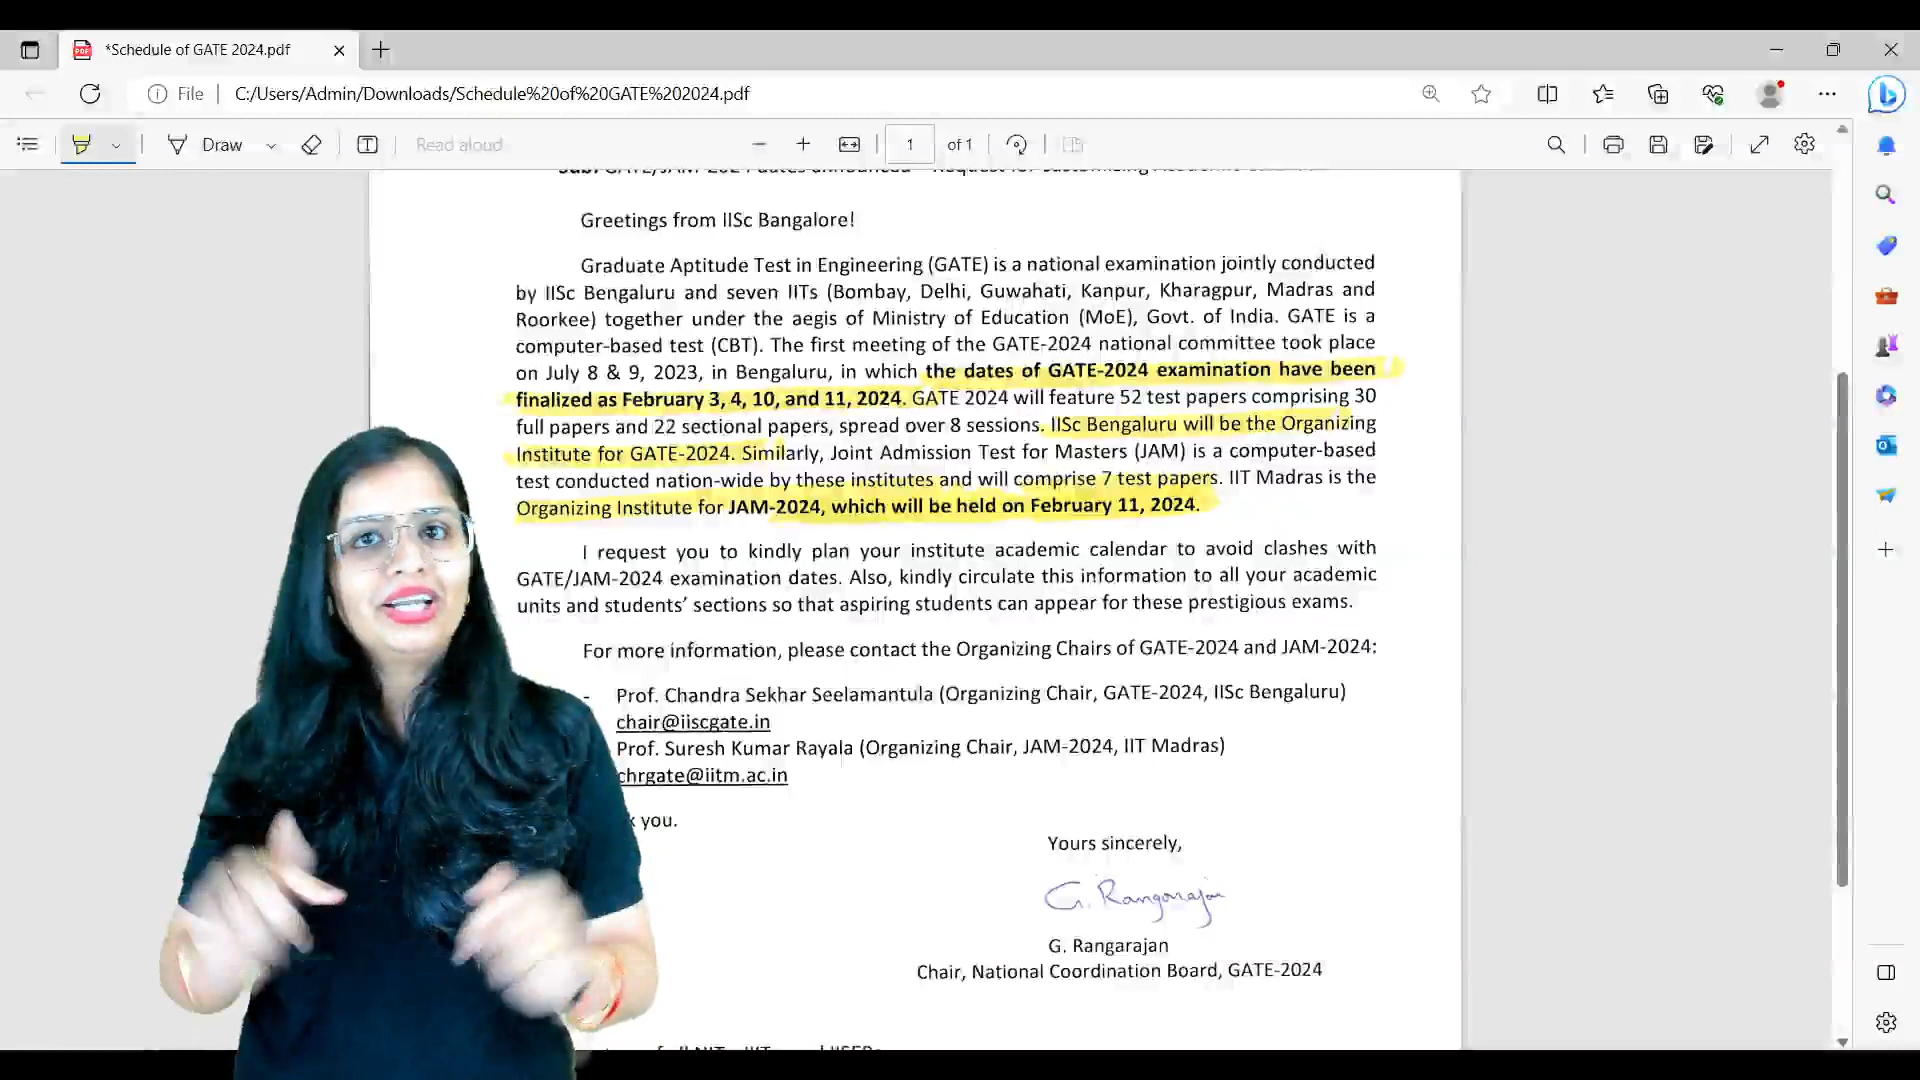 *Schedule of GATE 2024.pdf
File
C:/Users/Admin/Downloads/Schedule%20of%20GATE%202024.pdf
Draw
Read aloud
1 of 1
Greetings from IISc Bangalore!
Graduate Aptitude Test in Engineering (GATE) is a national examination jointly conducted
by IISc Bengaluru and seven IITs (Bombay, Delhi, Guwahati, Kanpur, Kharagpur, Madras and
Roorkee) together under the aegis of Ministry of Education (MoE), Govt. of India. GATE is a
computer-based test (CBT). The first meeting of the GATE-2024 national committee took place
on July 8 & 9, 2023, in Bengaluru, in which the dates of GATE-2024 examination have been
finalized as February 3, 4, 10, and 11, 2024. GATE 2024 will feature 52 test papers comprising 30
full papers and 22 sectional papers, spread over 8 sessions. IISc Bengaluru will be the Organizing
Institute for GATE-2024. Similarly, Joint Admission Test for Masters (JAM) is a computer-based
test conducted nation-wide by these institutes and will comprise 7 test papers. IIT Madras is the
Organizing Institute for JAM-2024, which will be held on February 11, 2024.
I request you to kindly plan your institute academic calendar to avoid clashes with
GATE/JAM-2024 examination dates. Also, kindly circulate this information to all your academic
units and students' sections so that aspiring students can appear for these prestigious exams.
For more information, please contact the Organizing Chairs of GATE-2024 and JAM-2024:
- Prof. Chandra Sekhar Seelamantula (Organizing Chair, GATE-2024, IISc Bengaluru)
chair@iiscgate.in
Prof. Suresh Kumar Rayala (Organizing Chair, JAM-2024, IIT Madras)
chrgate@iitm.ac.in
you.
Yours sincerely,
G. Rangarajan
G. Rangarajan
Chair, National Coordination Board, GATE-2024